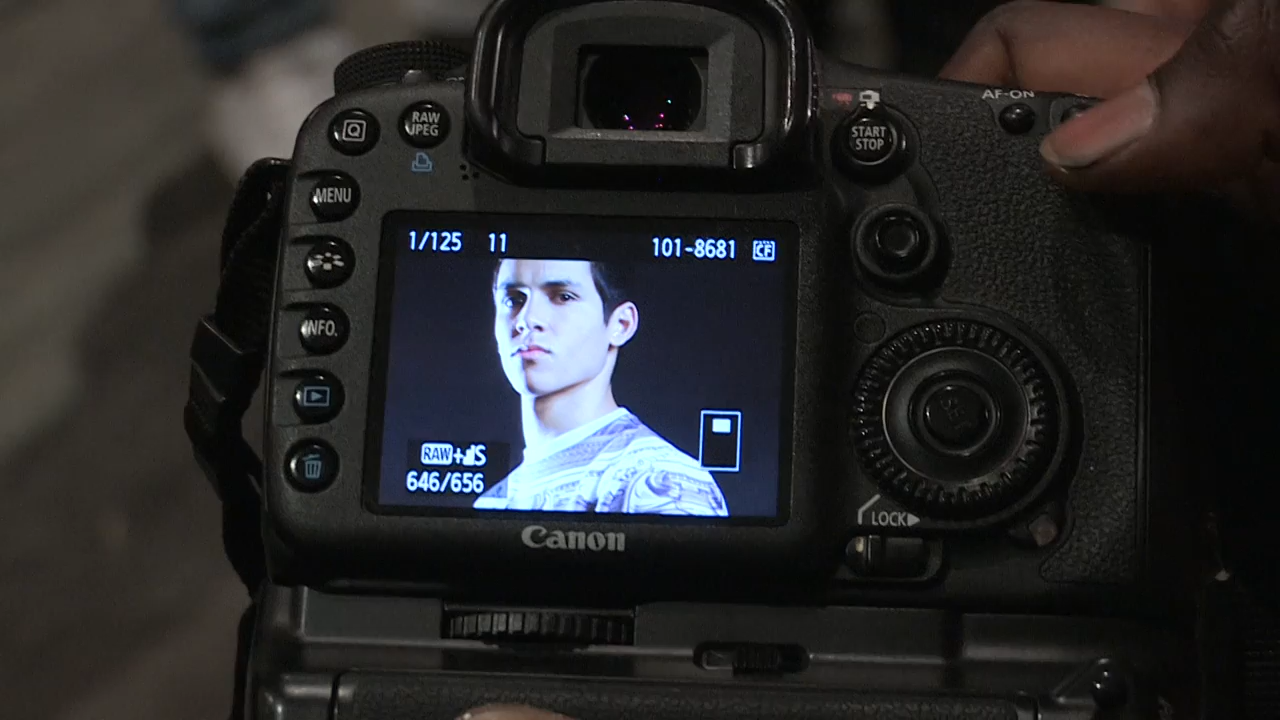 Q
RAW
JPEG
START
STOP
AF-ON
MENU
INFO.
1/125 11 101-8681 CF
RAW+S
646/656
Canon
LOCK
SET